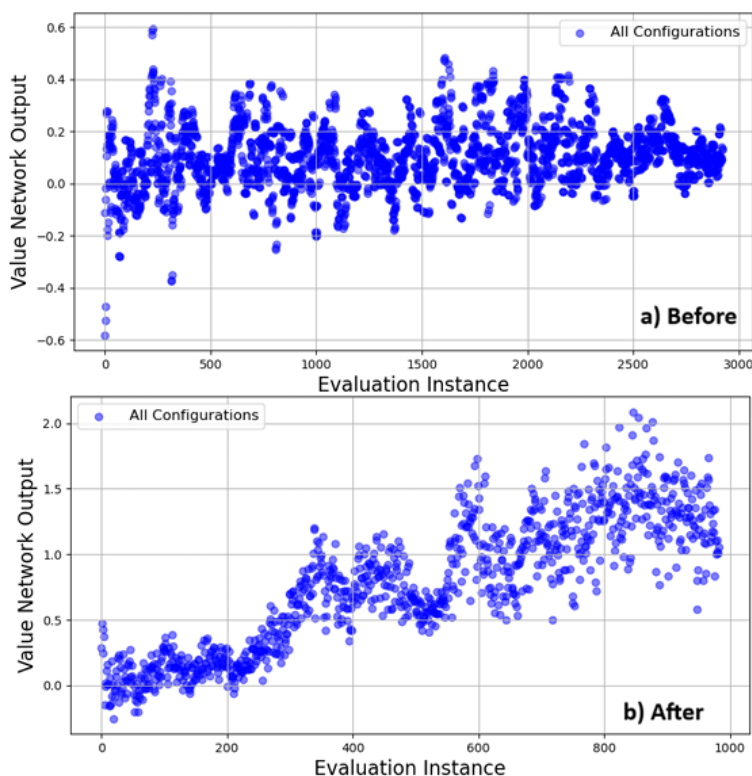 0.6
All Configurations
0.4
0.2
0.0
−0.2
−0.4
−0.6
Value Network Output
a) Before
0 500 1000 1500 2000 2500 3000
Evaluation Instance
All Configurations
2.0
1.5
1.0
0.5
0.0
Value Network Output
b) After
0 200 400 600 800 1000
Evaluation Instance